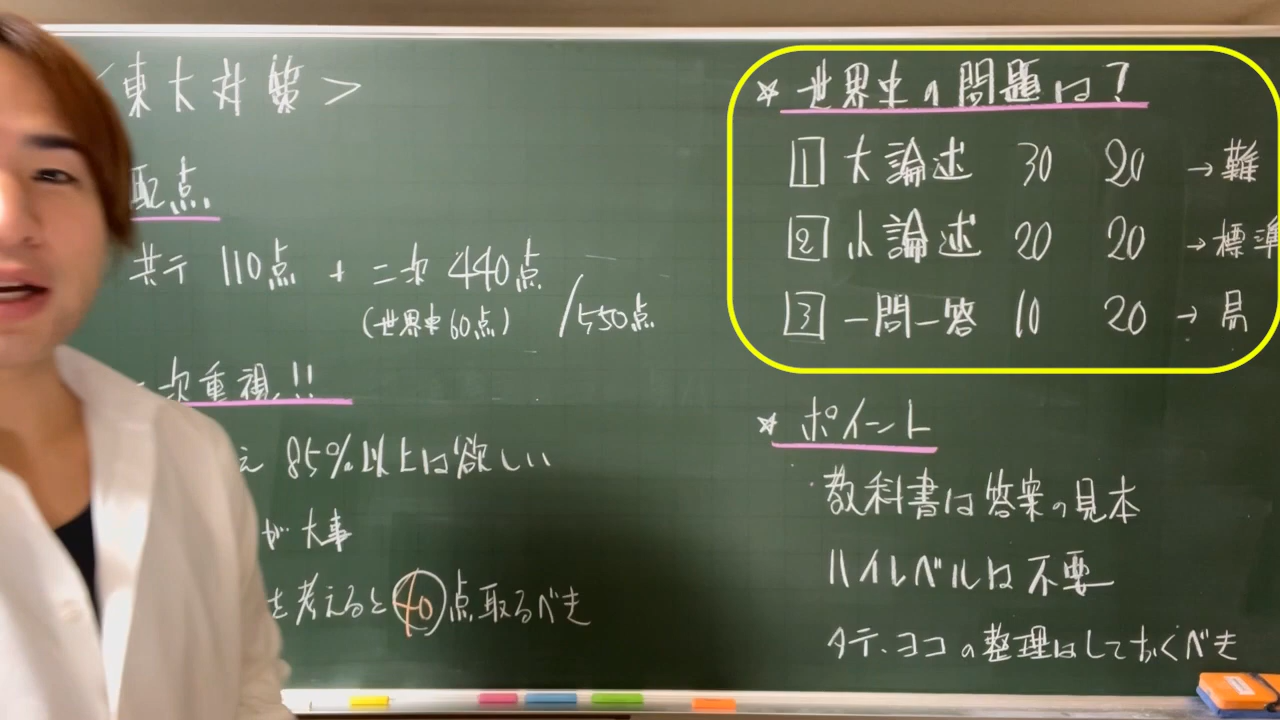 <東大対策>
配点
共テ 110点 + 二次 440点
(世界史60点) /550点
二次重視!!
85%以上は欲しい
が大事
を考えると40点取るべき
☆ 世界史の問題は?
1 大論述 30 20 →難
2 小論述 20 20 →標準
3 一問一答 10 20 →易
☆ ポイント
・教科書は答案の見本
ハイレベルは不要
タテ、ヨコの整理はしておくべき